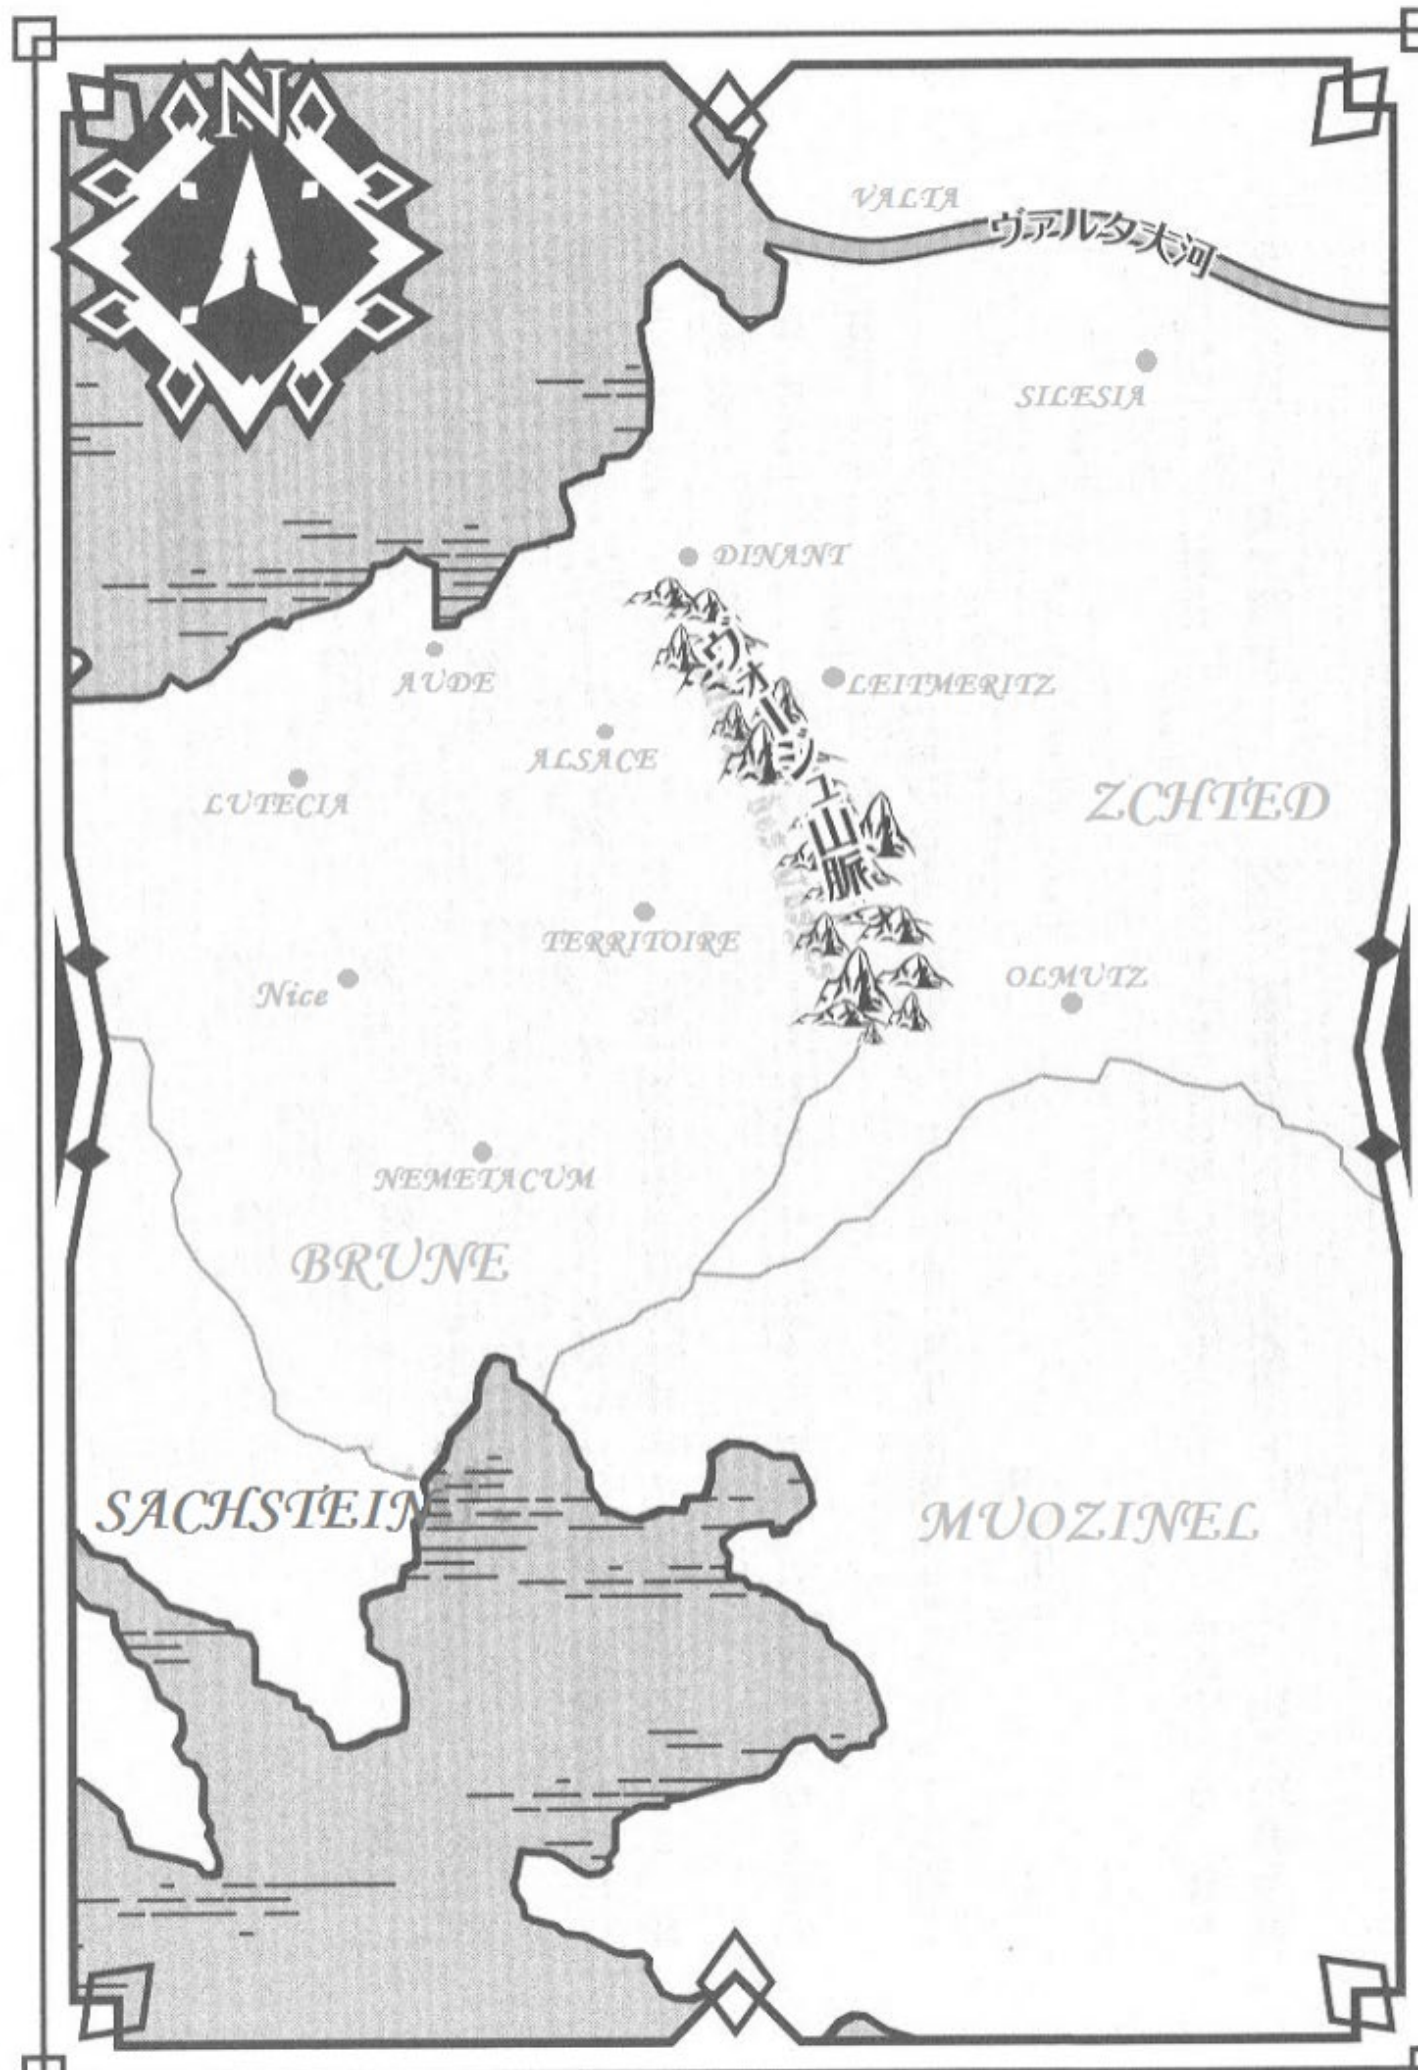 N
VALTA
ヴァルタ大河
SILESIA
DINANT
ヴォージュ山脈
AUDE
LEITMERITZ
ALSACE
LUTECIA
ZCHTED
TERRITOIRE
OLMUTZ
Nice
NEMETACUM
BRUNE
SACHSTEIN
MUOZINEL